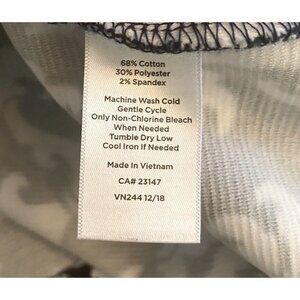 68% Cotton
30% Polyester
2% Spandex
Machine Wash Cold
Gentle Cycle
Only Non-Chlorine Bleach
When Needed
Tumble Dry Low
Cool Iron If Needed
Made In Vietnam
CA# 23147
VN244 12/18